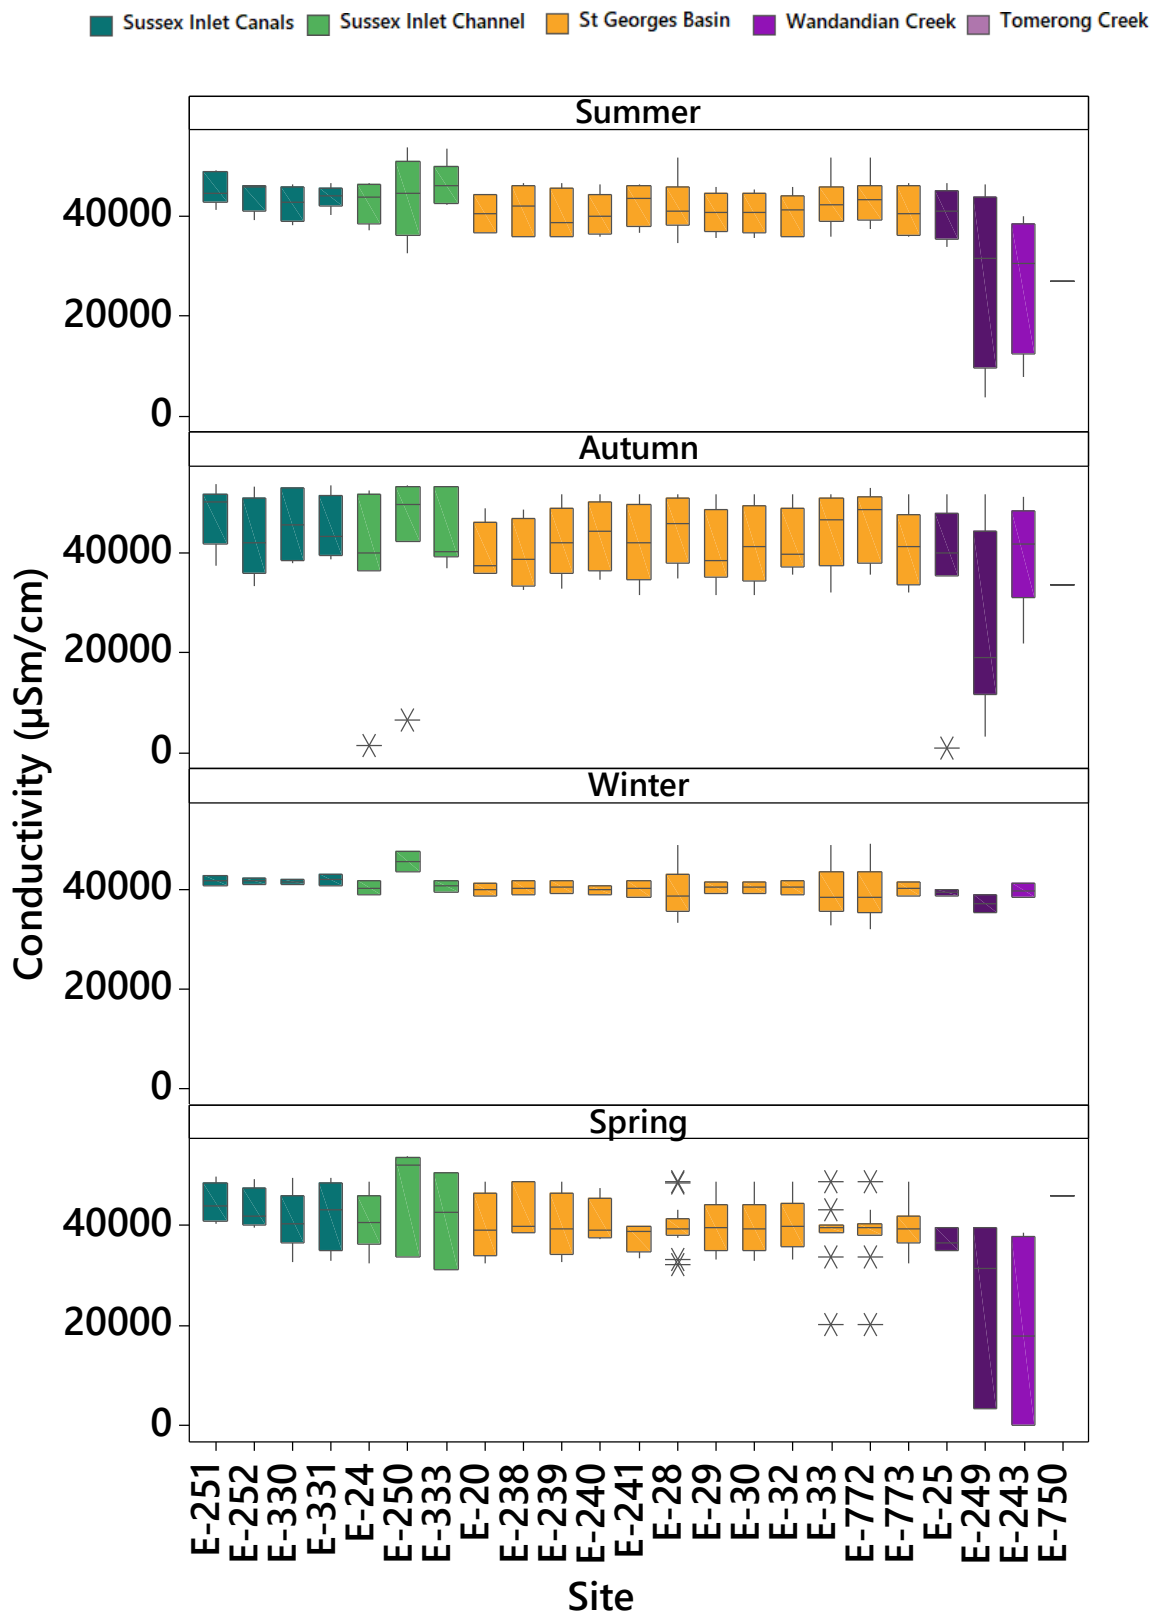 Sussex Inlet Canals Sussex Inlet Channel St Georges Basin Wandandian Creek Tomerong Creek
Summer
40000
20000
0
Autumn
40000
20000
0
Winter
40000
20000
0
Spring
40000
20000
0
Conductivity (µSm/cm)
E-251 E-252 E-330 E-331 E-24 E-250 E-333 E-20 E-238 E-239 E-240 E-241 E-28 E-29 E-30 E-32 E-33 E-772 E-773 E-25 E-249 E-243 E-750
Site